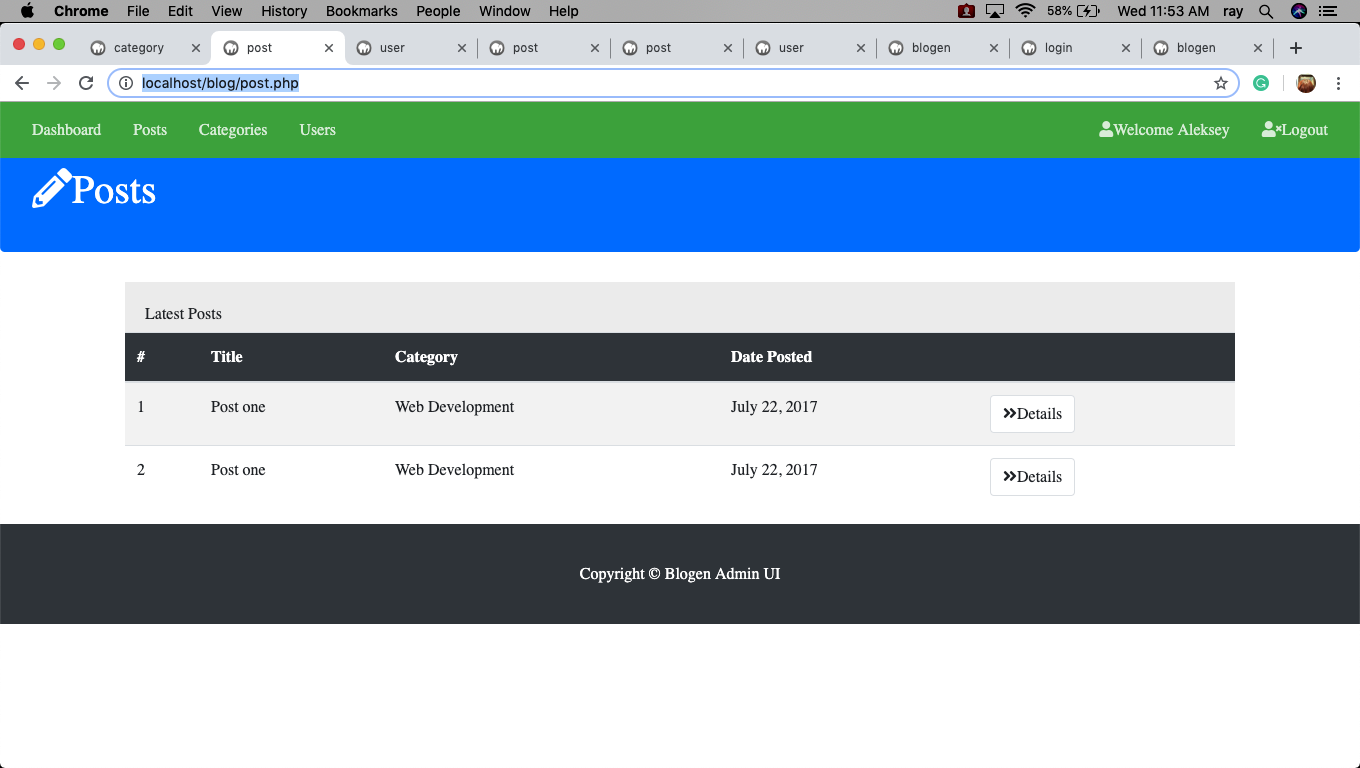 Chrome File Edit View History Bookmarks People Window Help 58% Wed 11:53 AM ray
category post user post post user blogen login blogen
localhost/blog/post.php
Dashboard Posts Categories Users Welcome Aleksey Logout
Posts
Latest Posts
# Title Category Date Posted
1 Post one Web Development July 22, 2017 Details
2 Post one Web Development July 22, 2017 Details
Copyright © Blogen Admin UI